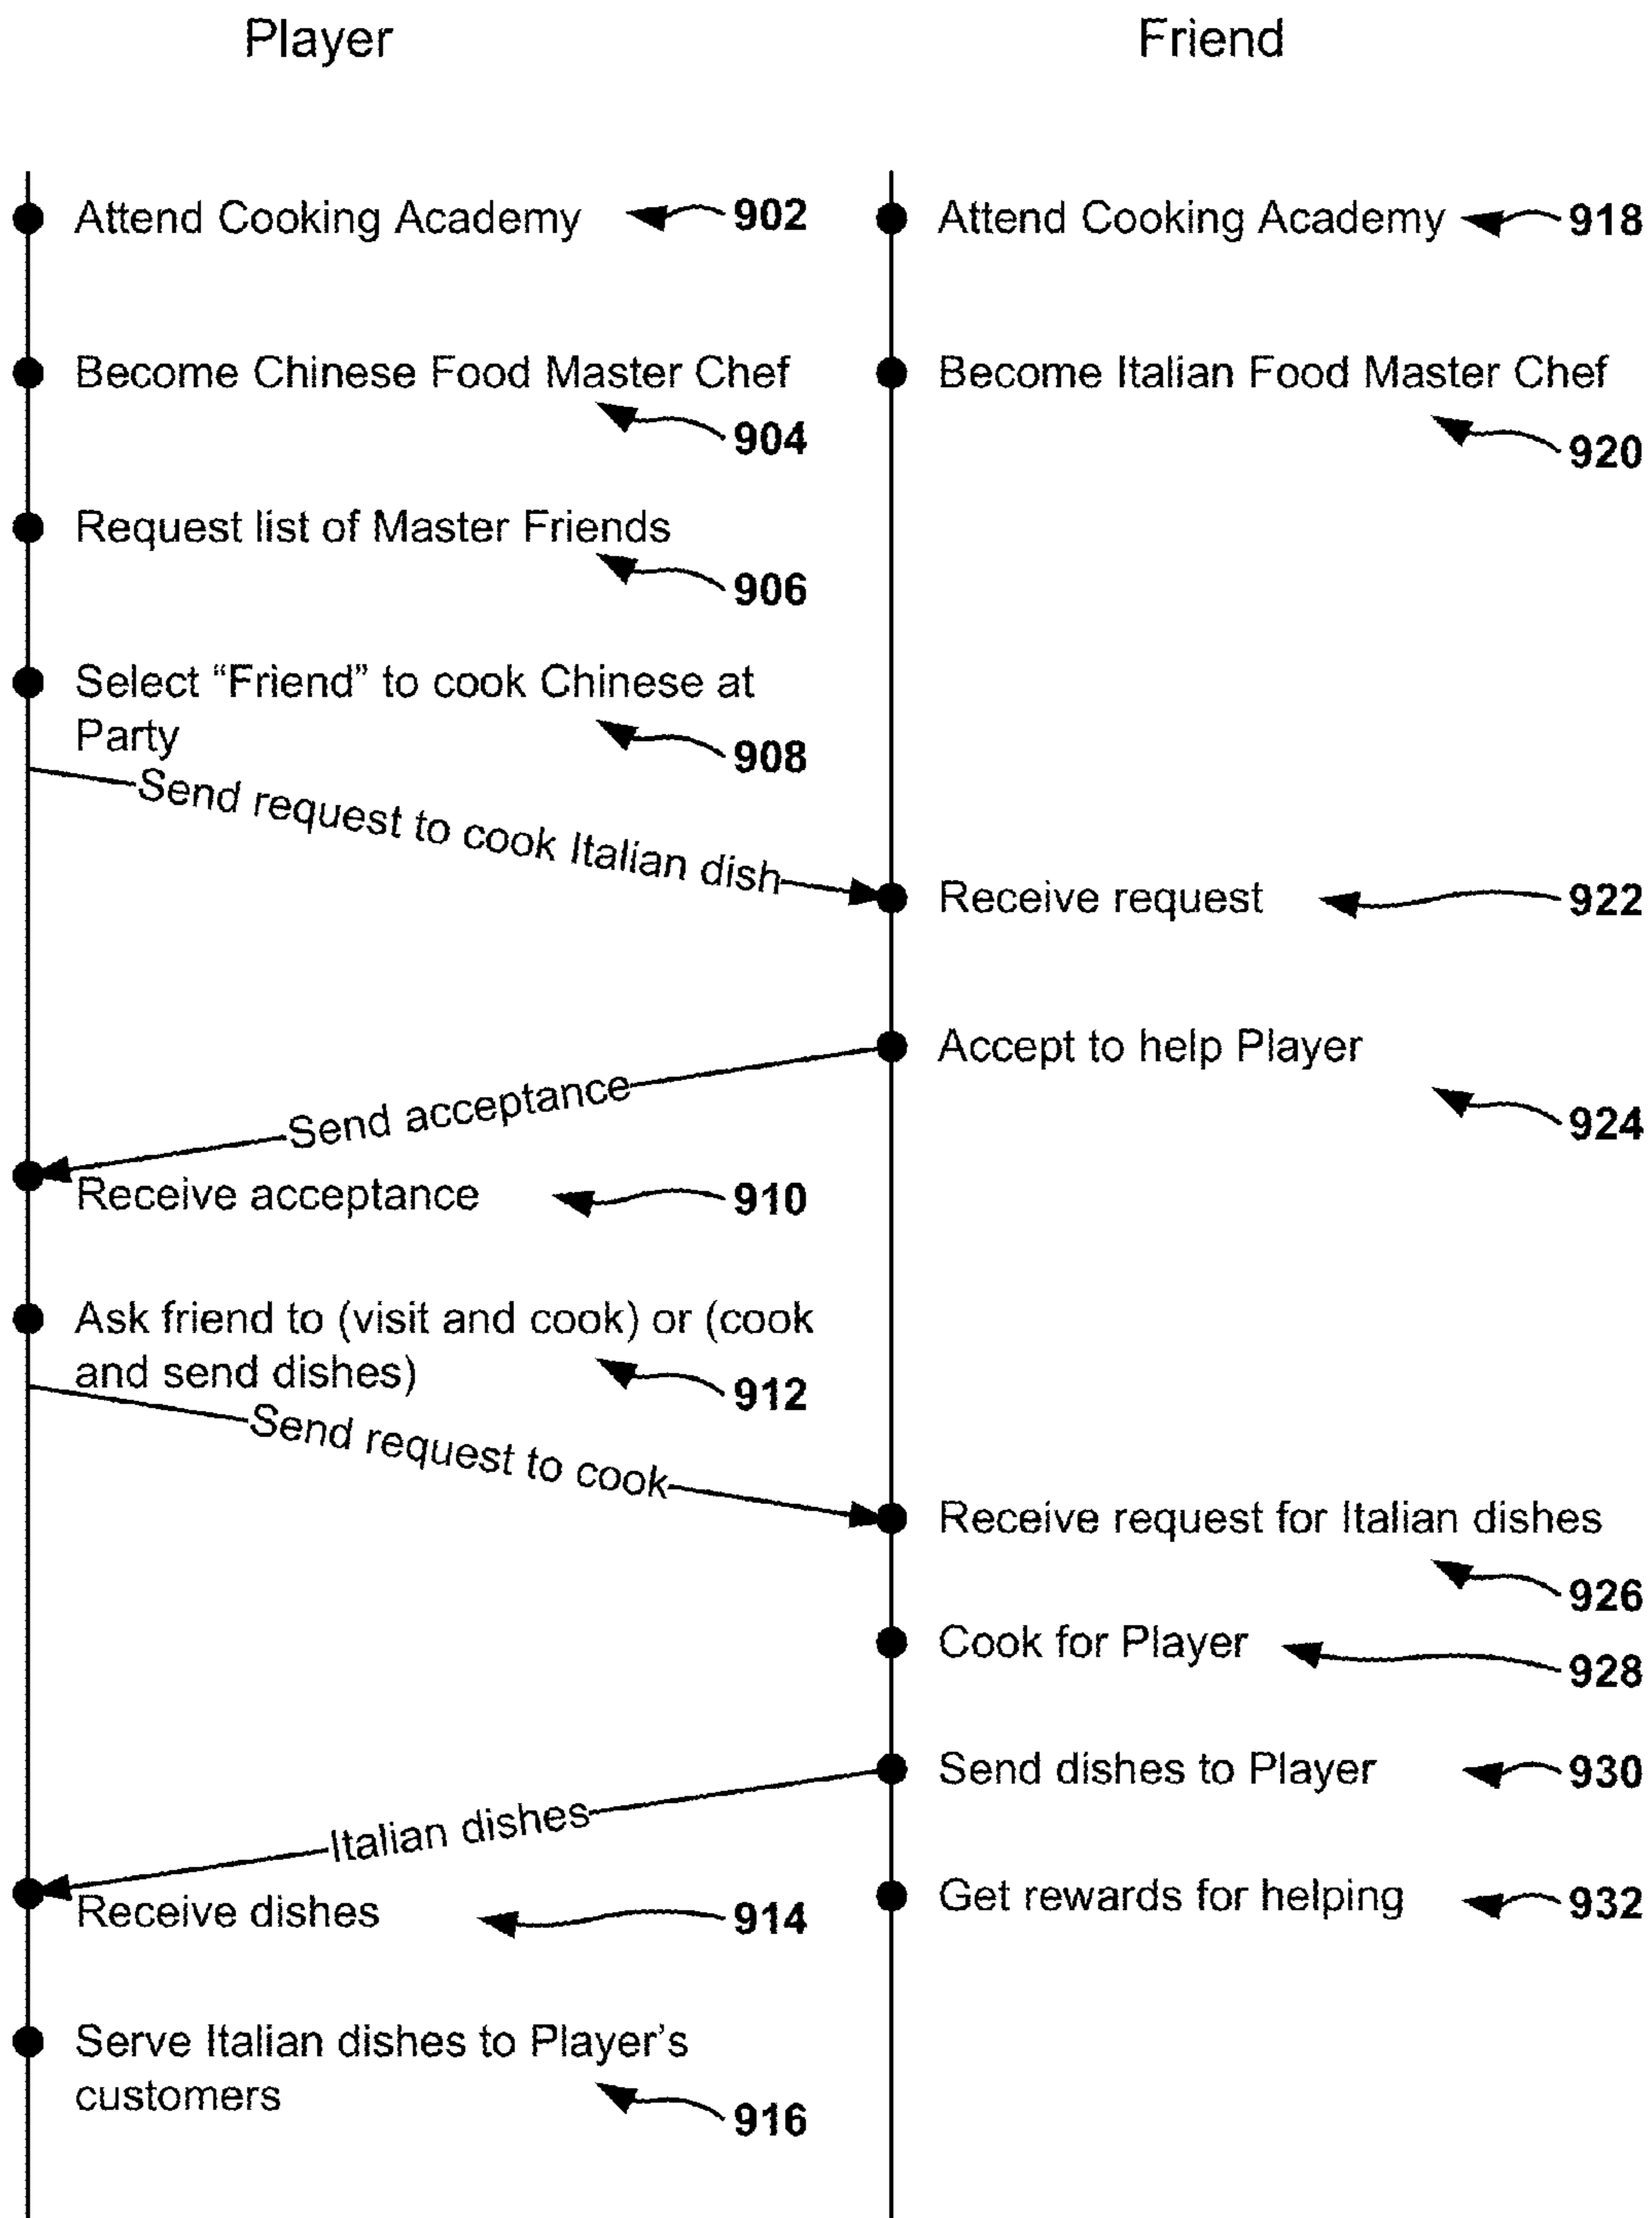 Player
Friend
Attend Cooking Academy 902
Attend Cooking Academy 918
Become Chinese Food Master Chef
904
Become Italian Food Master Chef
920
Request list of Master Friends
906
Select “Friend” to cook Chinese at
Party
908
Send request to cook Italian dish
Receive request 922
Accept to help Player
924
Send acceptance
Receive acceptance 910
Ask friend to (visit and cook) or (cook
and send dishes)
912
Send request to cook
Receive request for Italian dishes
926
Cook for Player 928
Send dishes to Player 930
Italian dishes
Receive dishes 914
Get rewards for helping 932
Serve Italian dishes to Player’s
customers
916